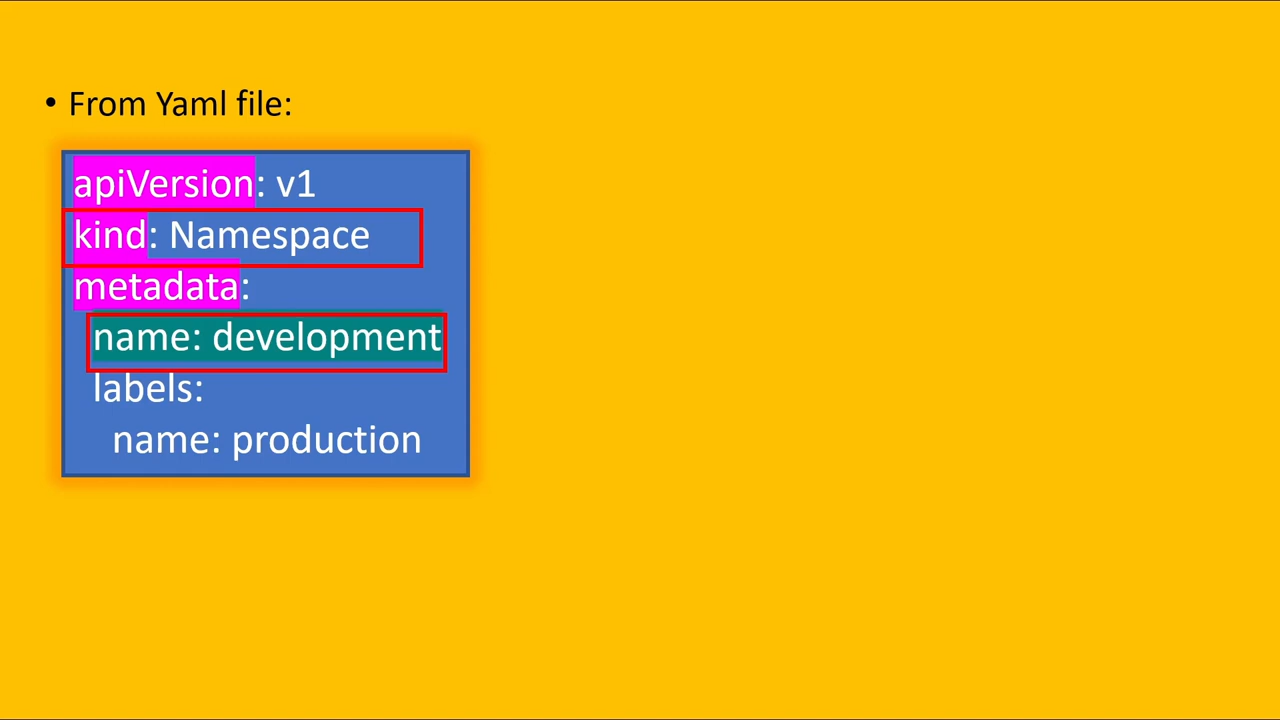 • From Yaml file:
apiVersion: v1
kind: Namespace
metadata:
name: development
labels:
name: production